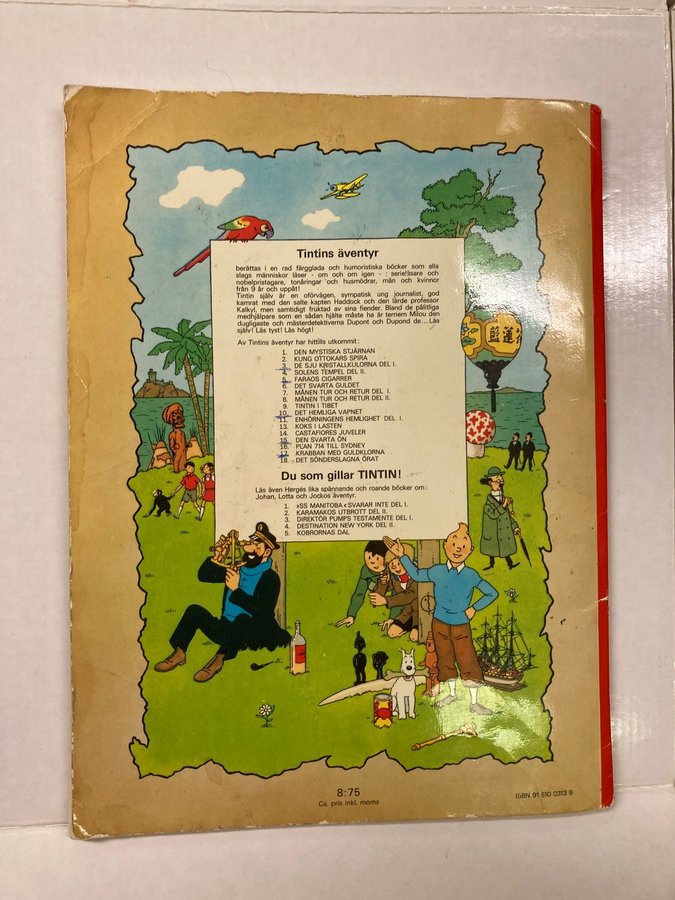 Tintins äventyr
berättas i en rad färgglada och humoristiska böcker som alla
slags människor läser - om och om igen - : seriefåsare och
nobelpristagare, tonåringar och husmödrar, män och kvinnor
från 9 år och uppåt!
Tintin själv är en oförvägen, sympatisk ung journalist, god
kamrat med den salte kapten Haddock och den lärde professor
Kalkyl, men samtidigt fruktad av sina fiender. Bland de pålitliga
medhjälpare som en sådan hjälte måste ha är terriern Milou den
dugligaste och mästerdetektiverna Dupont och Dupond de... Läs
själv! Läs tyst! Läs högt!
Av Tintins äventyr har hittills utkommit:
1. DEN MYSTISKA STJÄRNAN
2. KUNG OTTOKARS SPIRA
3. DE SJU KRISTALLKULORNA DEL I.
4. SOLENS TEMPEL DEL II.
5. FARAOS CIGARRER
6. DET SVARTA GULDET
7. MÅNEN TUR OCH RETUR DEL I.
8. MÅNEN TUR OCH RETUR DEL II.
9. TINTIN I TIBET
10. DET HEMLIGA VAPNET
11. ENHÖRNINGENS HEMLIGHET DEL I.
13. KOKS I LASTEN
14. CASTAFIORES JUVELER
15. DEN SVARTA ÖN
16. PLAN 714 TILL SYDNEY
17. KRABBAN MED GULDKLORNA
18. DET SÖNDERSLAGNA ÖRAT
Du som gillar TINTIN!
Läs även Hergés lika spännande och roande böcker om:
Johan, Lotta och Jockos äventyr.
1. »SS MANITOBA« SVARAR INTE DEL I.
2. KARAMAKOS UTBROTT DEL II.
3. DIREKTÖR PUMPS TESTAMENTE DEL I.
4. DESTINATION NEW YORK DEL II.
5. KOBRORNAS DAL
8:75
Ca. pris inkl. moms
ISBN 91 610 0313 9